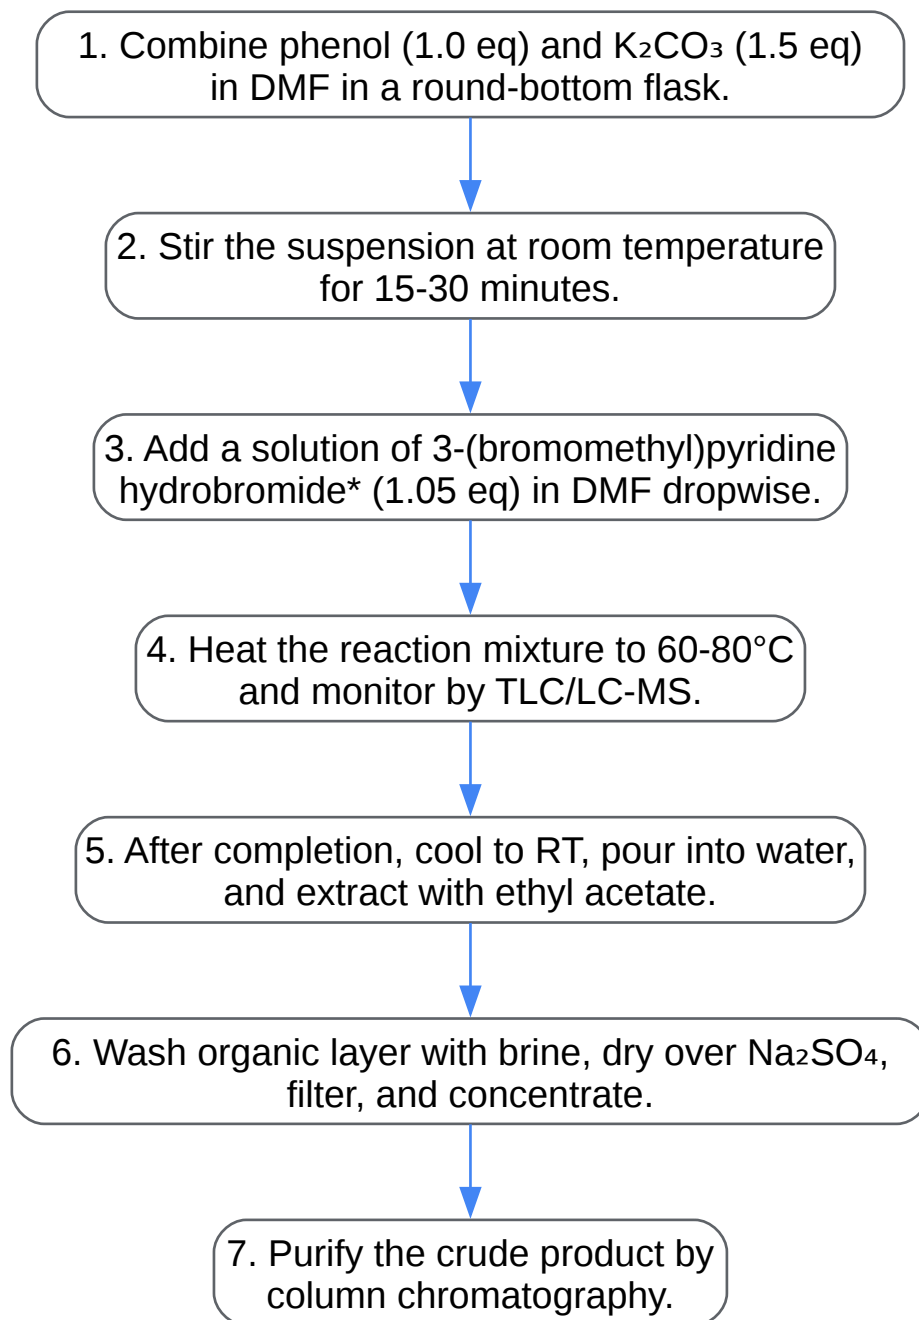 1. Combine phenol (1.0 eq) and K₂CO₃ (1.5 eq)
in DMF in a round-bottom flask.
2. Stir the suspension at room temperature
for 15-30 minutes.
3. Add a solution of 3-(bromomethyl)pyridine
hydrobromide* (1.05 eq) in DMF dropwise.
4. Heat the reaction mixture to 60-80°C
and monitor by TLC/LC-MS.
5. After completion, cool to RT, pour into water,
and extract with ethyl acetate.
6. Wash organic layer with brine, dry over Na₂SO₄,
filter, and concentrate.
7. Purify the crude product by
column chromatography.